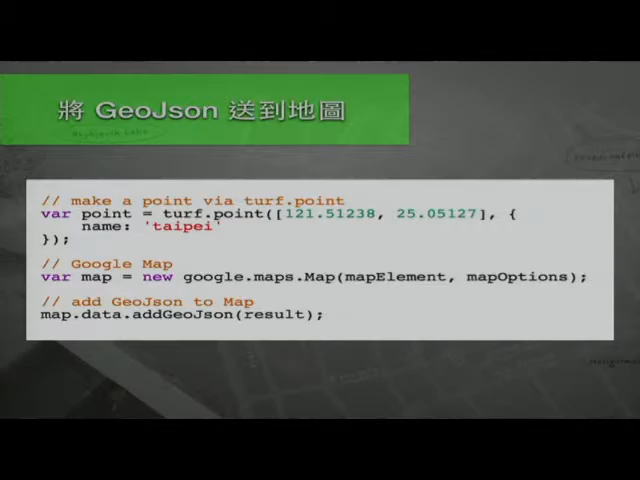 將 GeoJson 送到地圖
// make a point via turf.point
var point = turf.point([121.51238, 25.05127], {
name: 'taipei'
});
// Google Map
var map = new google.maps.Map(mapElement, mapOptions);
// add GeoJson to Map
map.data.addGeoJson(result);